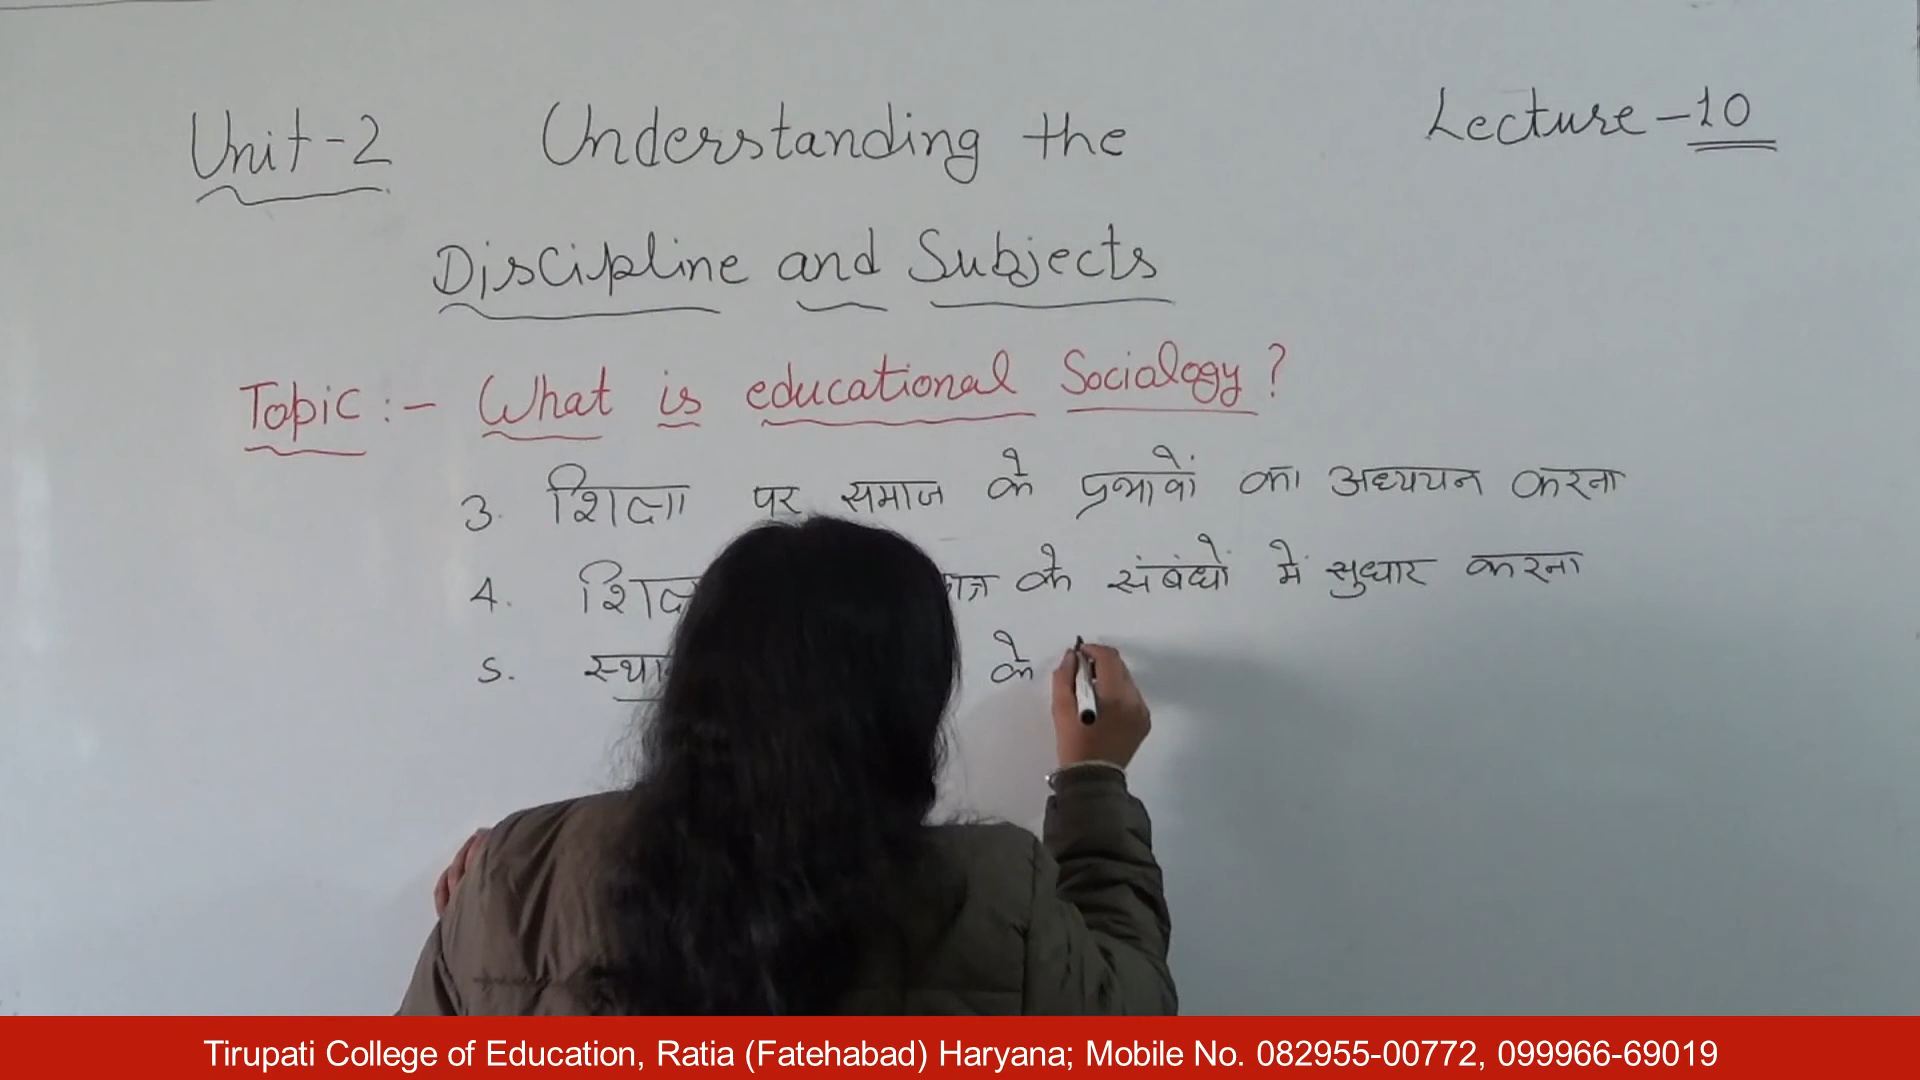 Unit-2 Understanding the Lecture-10
Discipline and Subjects
Topic:- What is educational Socialogy?
3. शिक्षा पर समाज के प्रभावों का अध्ययन करना
4. के संबंधों में सुधार करना
5. के
Tirupati College of Education, Ratia (Fatehabad) Haryana; Mobile No. 082955-00772, 099966-69019